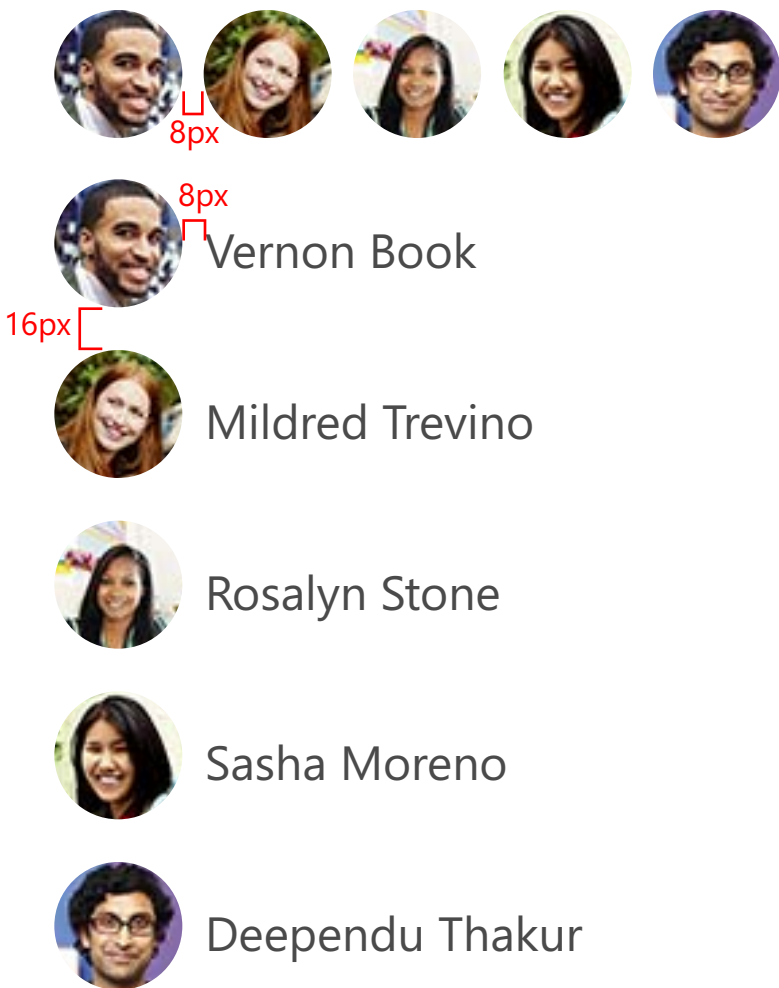 8px
8px
Vernon Book
16px
Mildred Trevino
Rosalyn Stone
Sasha Moreno
Deependu Thakur